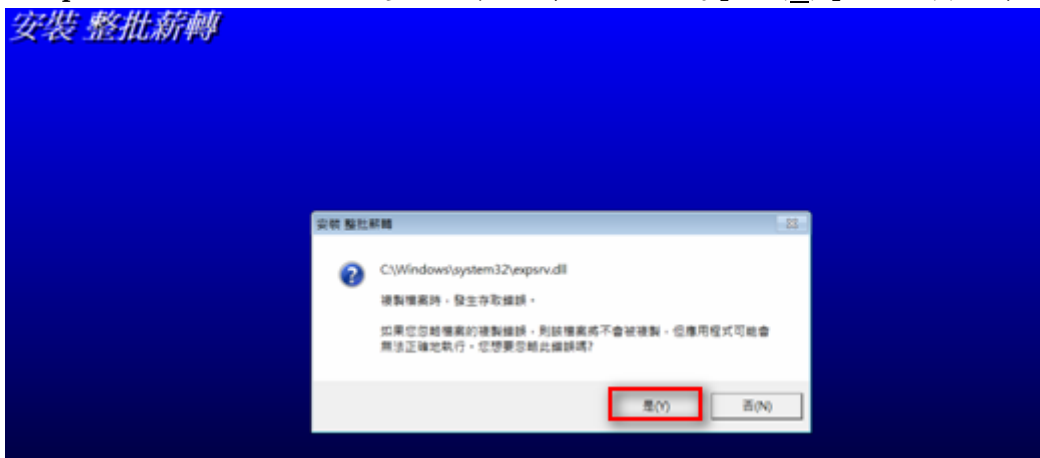 安裝 整批薪轉
安裝 整批薪轉
C:\Windows\system32\expsrv.dll
複製檔案時，發生存取錯誤。
如果您忽略檔案的複製錯誤，則該檔案將不會被複製，但應用程式可能會
無法正確地執行。您想要忽略此錯誤嗎?
是(Y)
否(N)